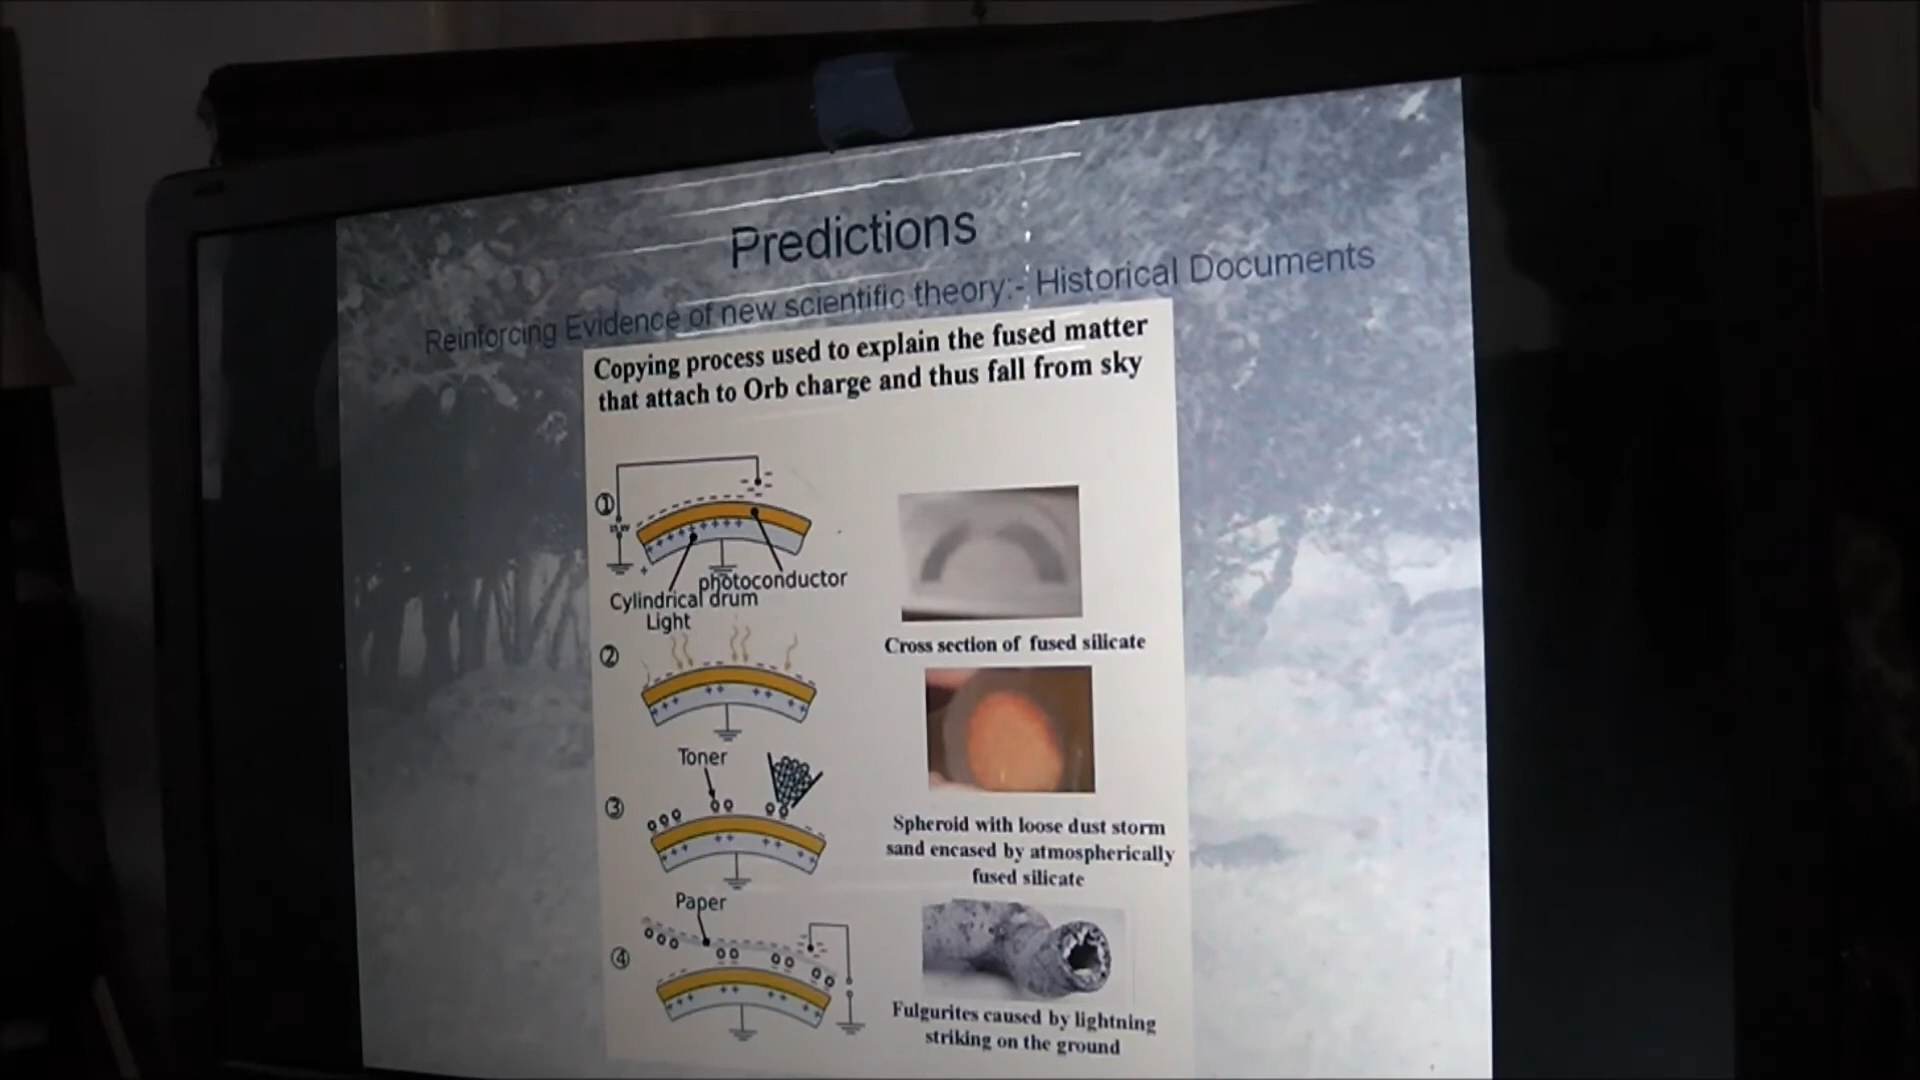 Predictions
Reinforcing Evidence of new scientific theory:- Historical Documents
Copying process used to explain the fused matter
that attach to Orb charge and thus fall from sky
①
photoconductor
Cylindrical drum
Light
②
Toner
③
Paper
④
Cross section of fused silicate
Spheroid with loose dust storm
sand encased by atmospherically
fused silicate
Fulgurites caused by lightning
striking on the ground